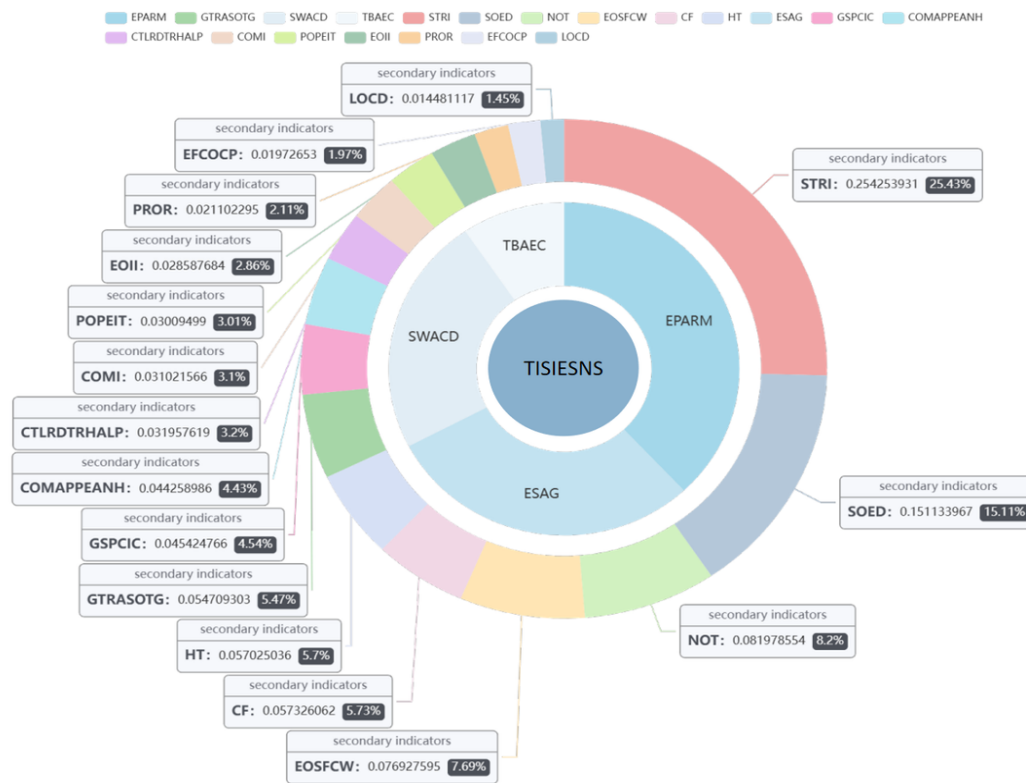 EPARM GTRASOTG SWACD TBAEC STRI SOED NOT EOSFCW CF HT ESAG GSPCIC COMAPPEANH
CTLRDTRHALP COMI POPEIT EOII PROR EFCOCP LOCD
secondary indicators
LOCD: 0.014481117 1.45%
secondary indicators
EFCOCP: 0.01972653 1.97%
secondary indicators
PROR: 0.021102295 2.11%
secondary indicators
EOII: 0.028587684 2.86%
secondary indicators
POPEIT: 0.03009499 3.01%
secondary indicators
COMI: 0.031021566 3.1%
secondary indicators
CTLRDTRHALP: 0.031957619 3.2%
secondary indicators
COMAPPEANH: 0.044258986 4.43%
secondary indicators
GSPCIC: 0.045424766 4.54%
secondary indicators
GTRASOTG: 0.054709303 5.47%
secondary indicators
HT: 0.057025036 5.7%
secondary indicators
CF: 0.057326062 5.73%
secondary indicators
EOSFCW: 0.076927595 7.69%
secondary indicators
STRI: 0.254253931 25.43%
secondary indicators
SOED: 0.151133967 15.11%
secondary indicators
NOT: 0.081978554 8.2%
TBAEC
EPARM
SWACD
TISIESNS
ESAG